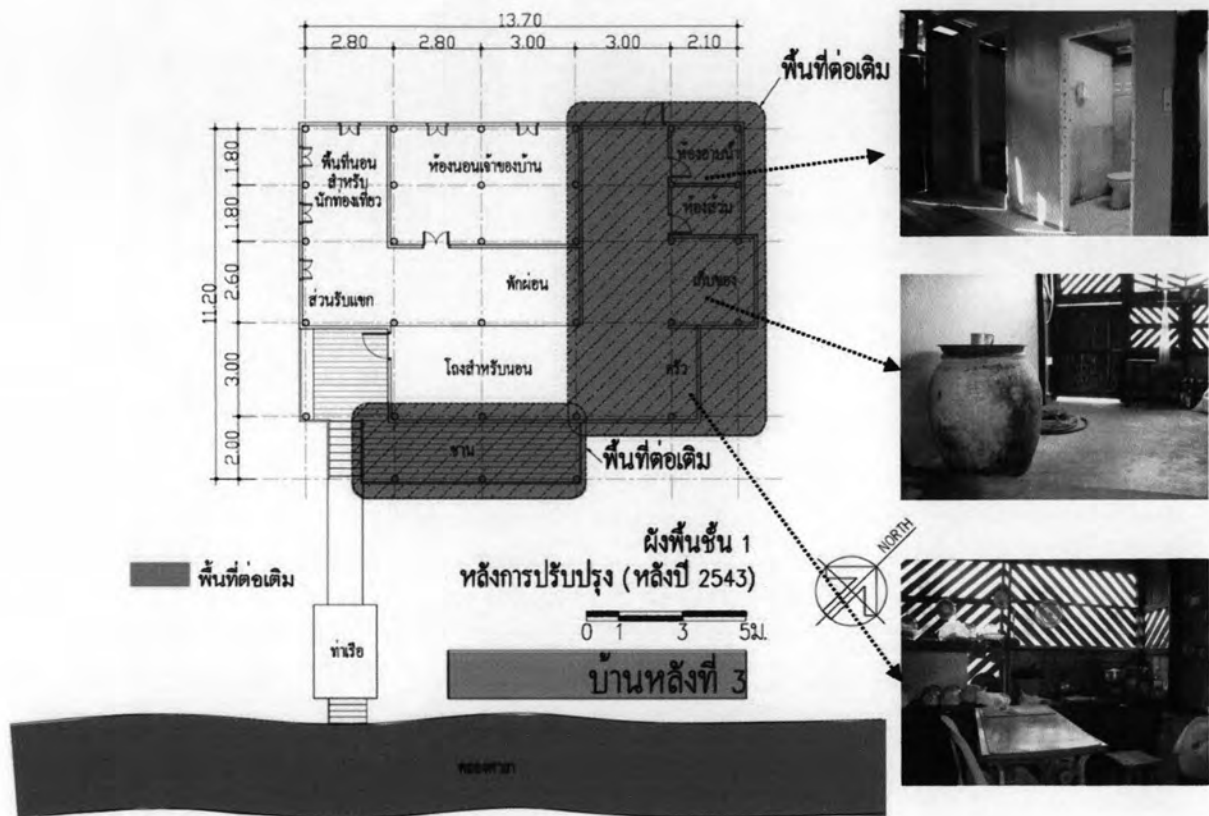 13.70
2.80 2.80 3.00 3.00 2.10
พื้นที่ต่อเติม
1.80
1.80
2.60
3.00
2.00
11.20
พื้นที่นอน
สำหรับ
นักท่องเที่ยว
ห้องนอนเจ้าของบ้าน
ห้องอาบน้ำ
ห้องส้วม
เก็บของ
ส่วนรับแขก
พักผ่อน
โถงสำหรับนอน
ครัว
ชาน
พื้นที่ต่อเติม
ผังพื้นชั้น 1
หลังการปรับปรุง (หลังปี 2543)
NORTH
พื้นที่ต่อเติม
0 1 3 5ม.
ท่าเรือ
บ้านหลังที่ 3